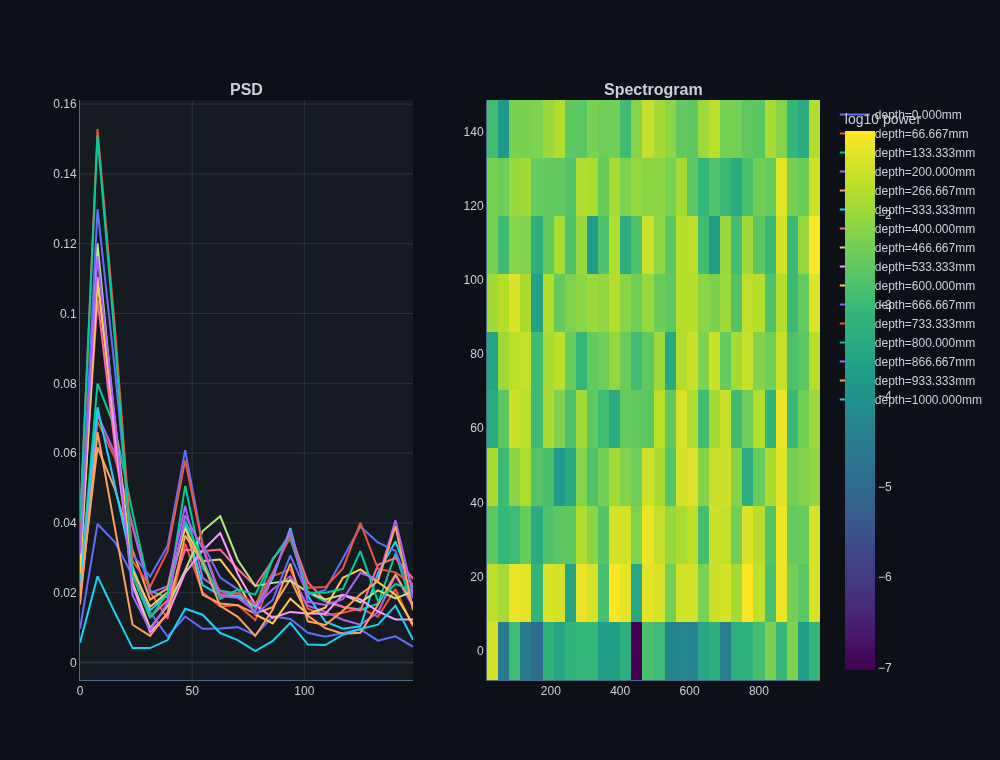 PSD
0.16
0.14
0.12
0.1
0.08
0.06
0.04
0.02
0
0
50
100
Spectrogram
140
120
100
80
60
40
20
0
200
400
600
800
log10 power
−2
−3
−4
−5
−6
−7
depth=0.000mm
depth=66.667mm
depth=133.333mm
depth=200.000mm
depth=266.667mm
depth=333.333mm
depth=400.000mm
depth=466.667mm
depth=533.333mm
depth=600.000mm
depth=666.667mm
depth=733.333mm
depth=800.000mm
depth=866.667mm
depth=933.333mm
depth=1000.000mm